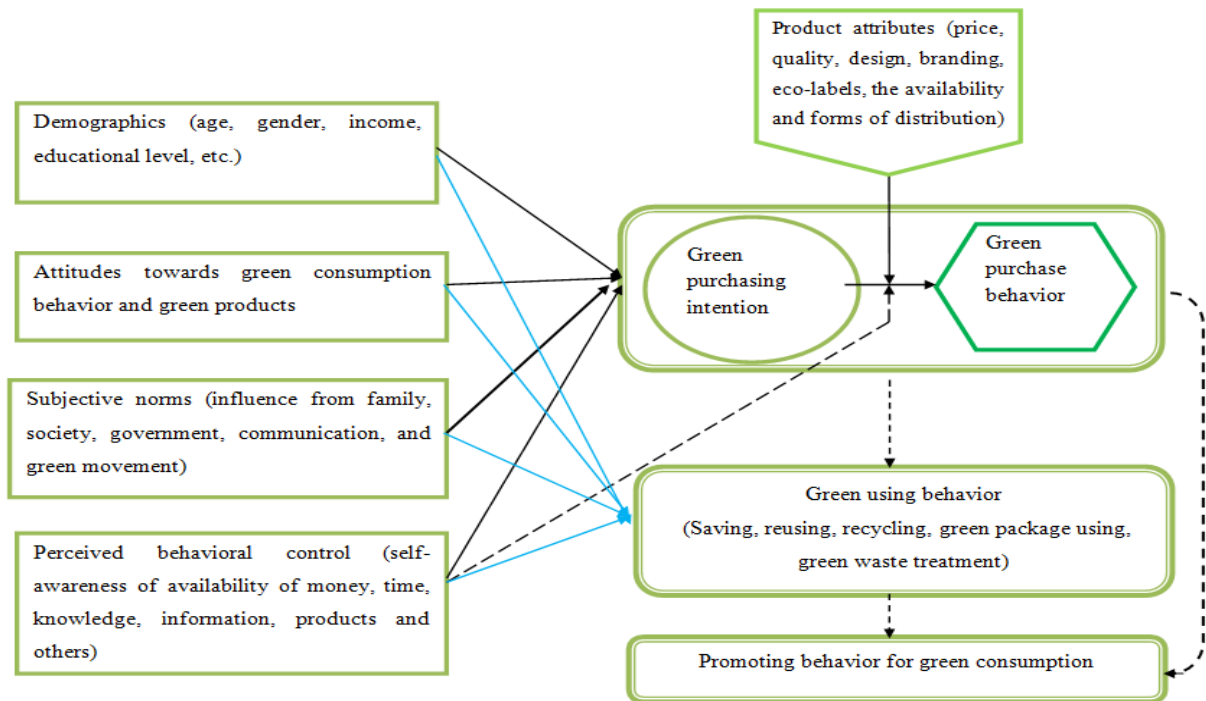 Product attributes (price,
quality, design, branding,
eco-labels, the availability
and forms of distribution)
Demographics (age, gender, income,
educational level, etc.)
Attitudes towards green consumption
behavior and green products
Subjective norms (influence from family,
society, government, communication, and
green movement)
Perceived behavioral control (self-
awareness of availability of money, time,
knowledge, information, products and
others)
Green
purchasing
intention
Green
purchase
behavior
Green using behavior
(Saving, reusing, recycling, green package using,
green waste treatment)
Promoting behavior for green consumption